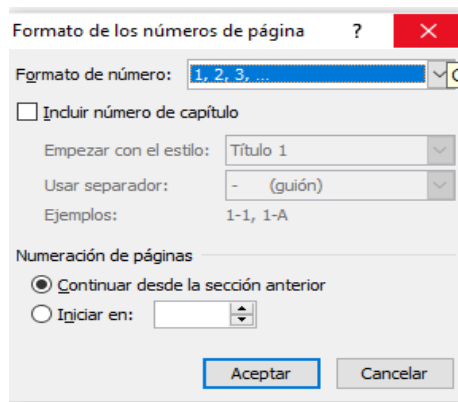 Formato de los números de página ?
Formato de número: 1, 2, 3, ...
Incluir número de capítulo
Empezar con el estilo: Título 1
Usar separador: - (guión)
Ejemplos: 1-1, 1-A
Numeración de páginas
Continuar desde la sección anterior
Iniciar en:
Aceptar Cancelar